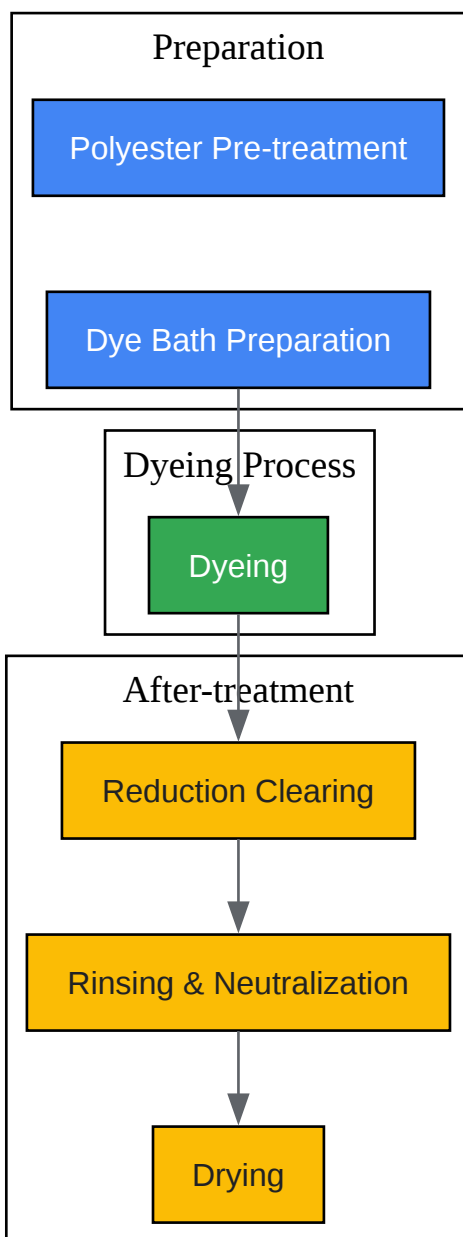 Preparation
Polyester Pre-treatment
Dye Bath Preparation
Dyeing Process
Dyeing
After-treatment
Reduction Clearing
Rinsing & Neutralization
Drying